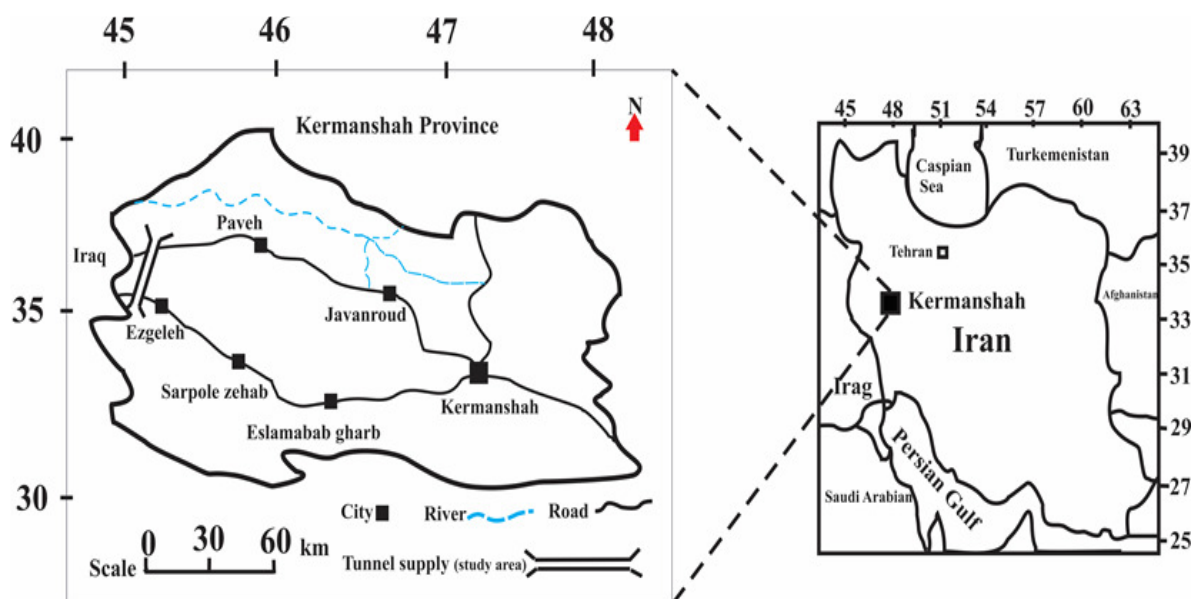 45 46 47 48
N
Kermanshah Province
40
35
30
Paveh
Iraq
Ezgeleh
Javanroud
Sarpole zehab
Kermanshah
Eslamabab gharb
City River Road
0 30 60 km
Scale
Tunnel supply (study area)
45 48 51 54 57 60 63
39
37
35
33
31
29
27
25
Caspian
Sea
Turkemenistan
Tehran
Afghanistan
Kermanshah
Iran
Irag
Persian Gulf
Saudi Arabian